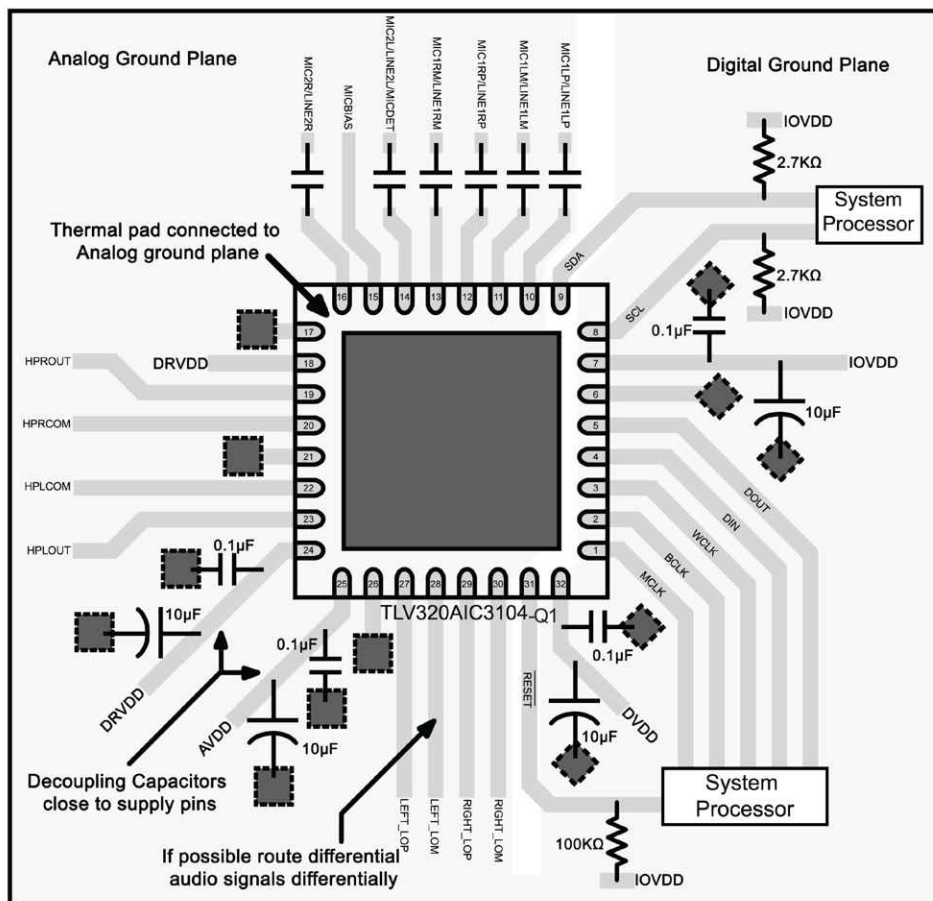 Analog Ground Plane
Digital Ground Plane
MIC2R/LINE2R
MICBIAS
MIC2L/LINE2L/MICDET
MIC1RM/LINE1RM
MIC1RP/LINE1RP
MIC1LM/LINE1LM
MIC1LP/LINE1LP
IOVDD
2.7KΩ
System
Processor
2.7KΩ
IOVDD
SDA
SCL
0.1µF
IOVDD
10µF
Thermal pad connected to
Analog ground plane
16
15
14
13
12
11
10
9
17
18
19
20
21
22
23
24
8
7
6
5
4
3
2
1
25
26
27
28
29
30
31
32
DRVDD
HPROUT
HPRCOM
HPLCOM
HPLOUT
DOUT
DIN
WCLK
BCLK
MCLK
TLV320AIC3104-Q1
0.1µF
10µF
DRVDD
0.1µF
AVDD
10µF
0.1µF
RESET
10µF
DVDD
Decoupling Capacitors
close to supply pins
LEFT_LOP
LEFT_LOM
RIGHT_LOP
RIGHT_LOM
System
Processor
100KΩ
IOVDD
If possible route differential
audio signals differentially